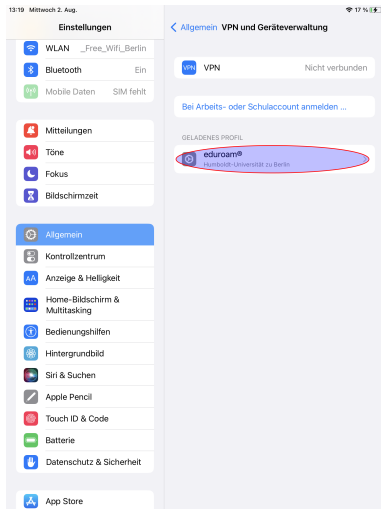 13:19 Mittwoch 2. Aug.
17 %
Einstellungen
WLAN _Free_Wifi_Berlin
Bluetooth Ein
Mobile Daten SIM fehlt
Mitteilungen
Töne
Fokus
Bildschirmzeit
Allgemein
Kontrollzentrum
AA Anzeige & Helligkeit
Home-Bildschirm &
Multitasking
Bedienungshilfen
Hintergrundbild
Siri & Suchen
Apple Pencil
Touch ID & Code
Batterie
Datenschutz & Sicherheit
App Store
Allgemein VPN und Geräteverwaltung
VPN VPN Nicht verbunden
Bei Arbeits- oder Schulaccount anmelden ...
GELADENES PROFIL
eduroam®
Humboldt-Universität zu Berlin